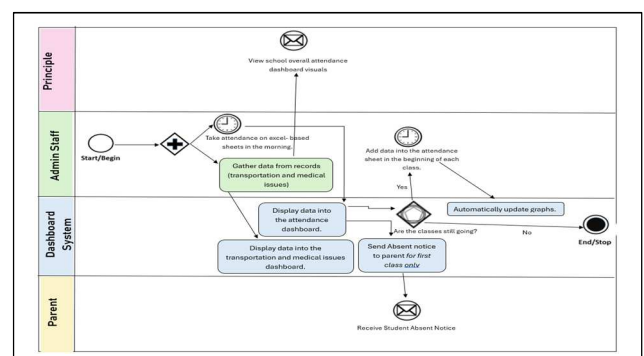 Principle
View school overall attendance
dashboard visuals
Admin Staff
Start/Begin
Take attendance on excel- based
sheets in the morning.
Gather data from records
(transportation and medical
issues)
Add data into the attendance
sheet in the beginning of each
class.
Yes
Dashboard
System
Display data into
the attendance
dashboard.
Automatically update graphs.
Are the classes still going?
No
End/Stop
Display data into the
transportation and medical issues
dashboard.
Send Absent notice
to parent for first
class only
Parent
Receive Student Absent Notice